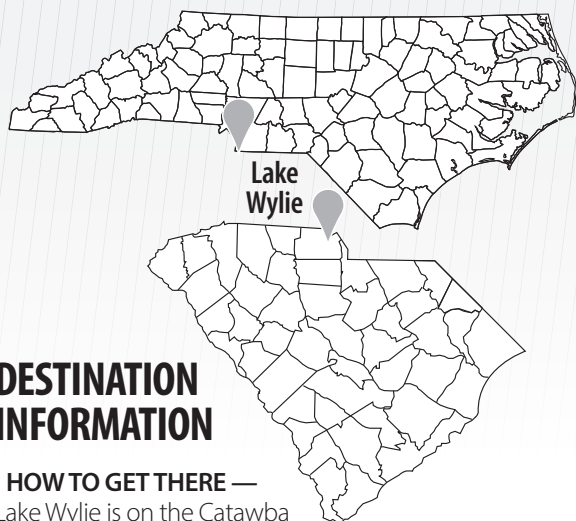 Lake
Wylie
DESTINATION
INFORMATION
HOW TO GET THERE —
Lake Wylie is on the Catawba